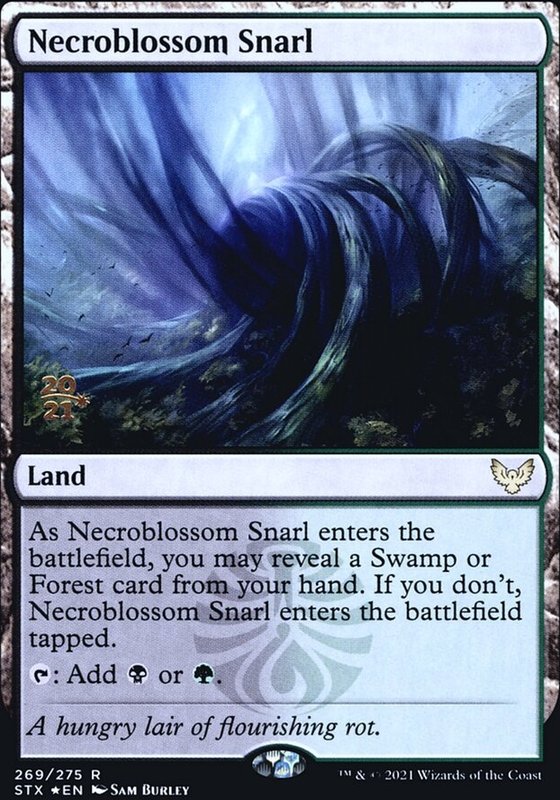 Necroblossom Snarl
20
21
Land
As Necroblossom Snarl enters the
battlefield, you may reveal a Swamp or
Forest card from your hand. If you don't,
Necroblossom Snarl enters the battlefield
tapped.
: Add or .
A hungry lair of flourishing rot.
269/275 R
STX ★ EN Sam Burley
™ & © 2021 Wizards of the Coast